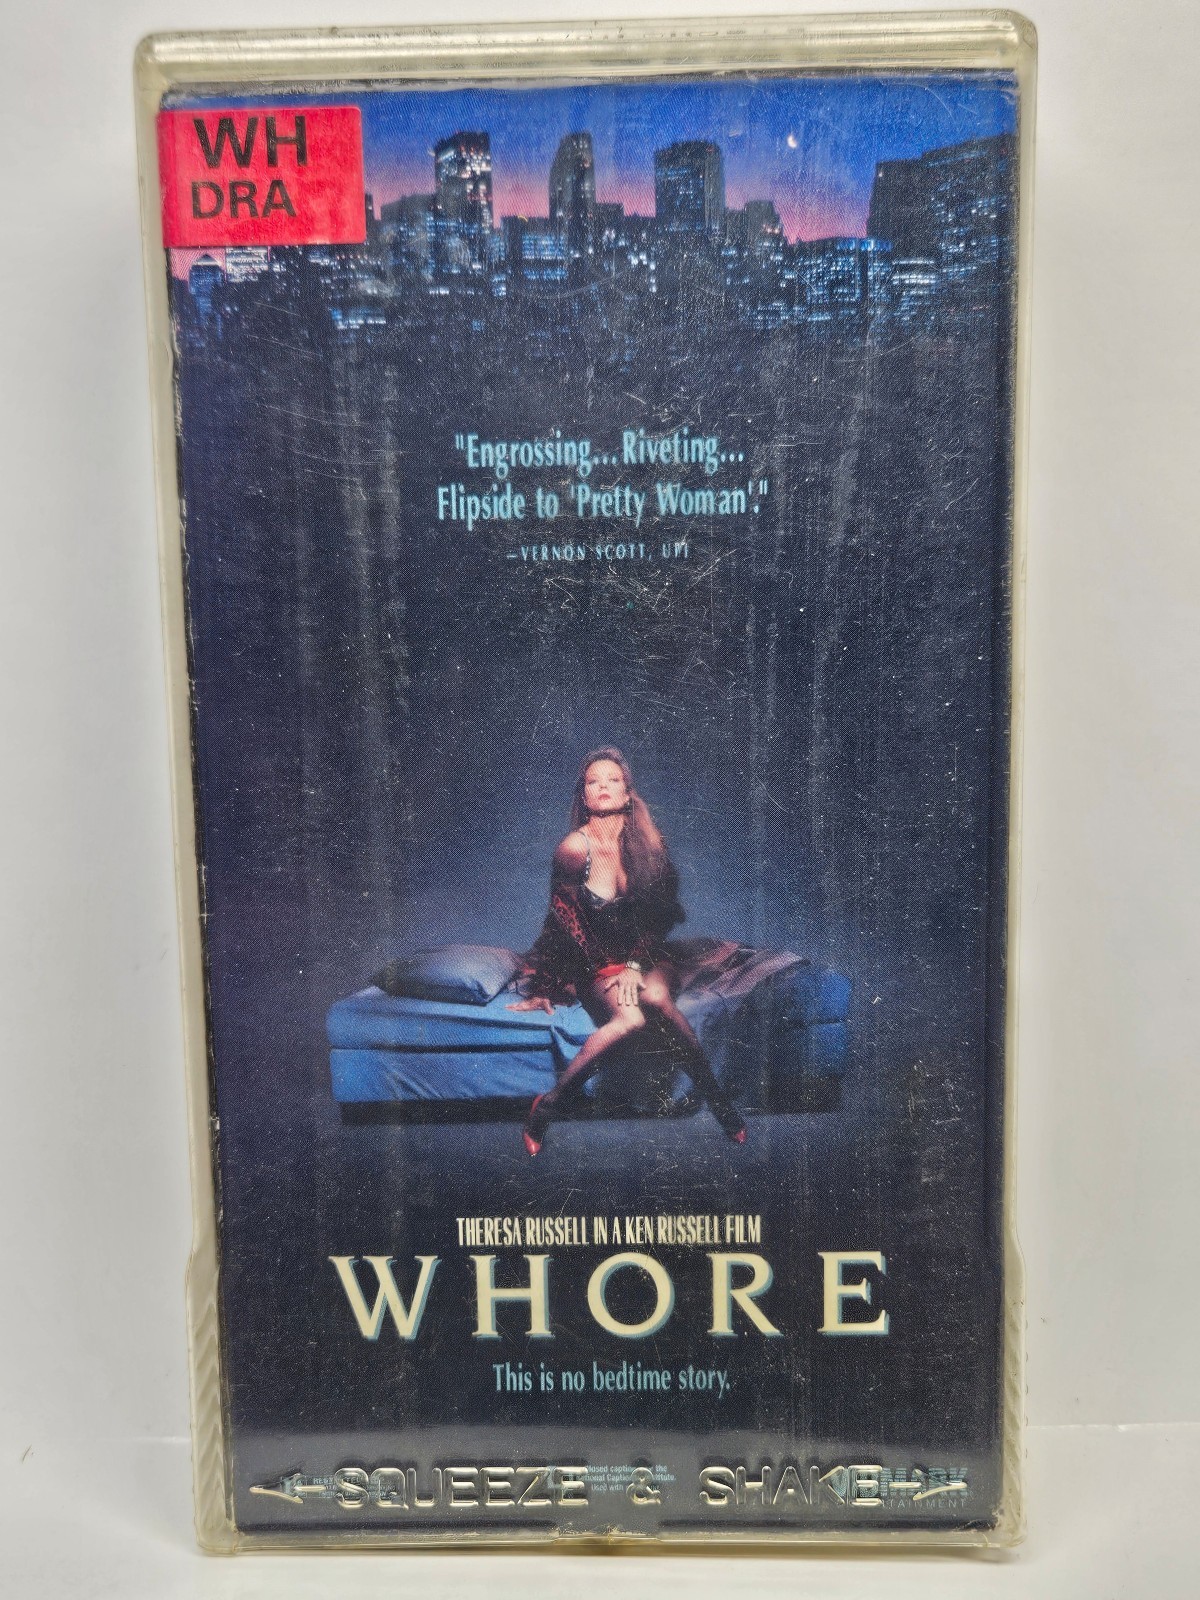 WH
DRA
"Engrossing... Riveting...
Flipside to 'Pretty Woman'."
—VERNON SCOTT, UPI
THERESA RUSSELL IN A KEN RUSSELL FILM
WHORE
This is no bedtime story.
SQUEEZE & SHAKE